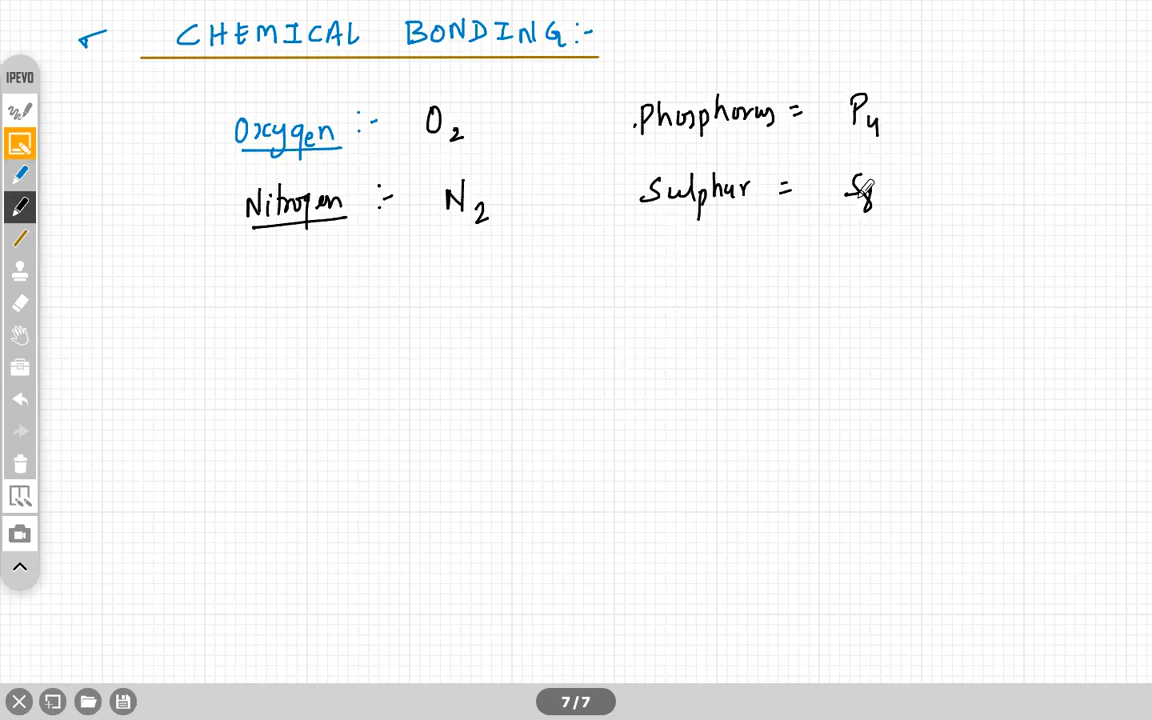 CHEMICAL BONDING:-
IPEVO
Oxygen :- O2
Phosphorus = P4
Nitrogen :- N2
Sulphur = S8
7/7